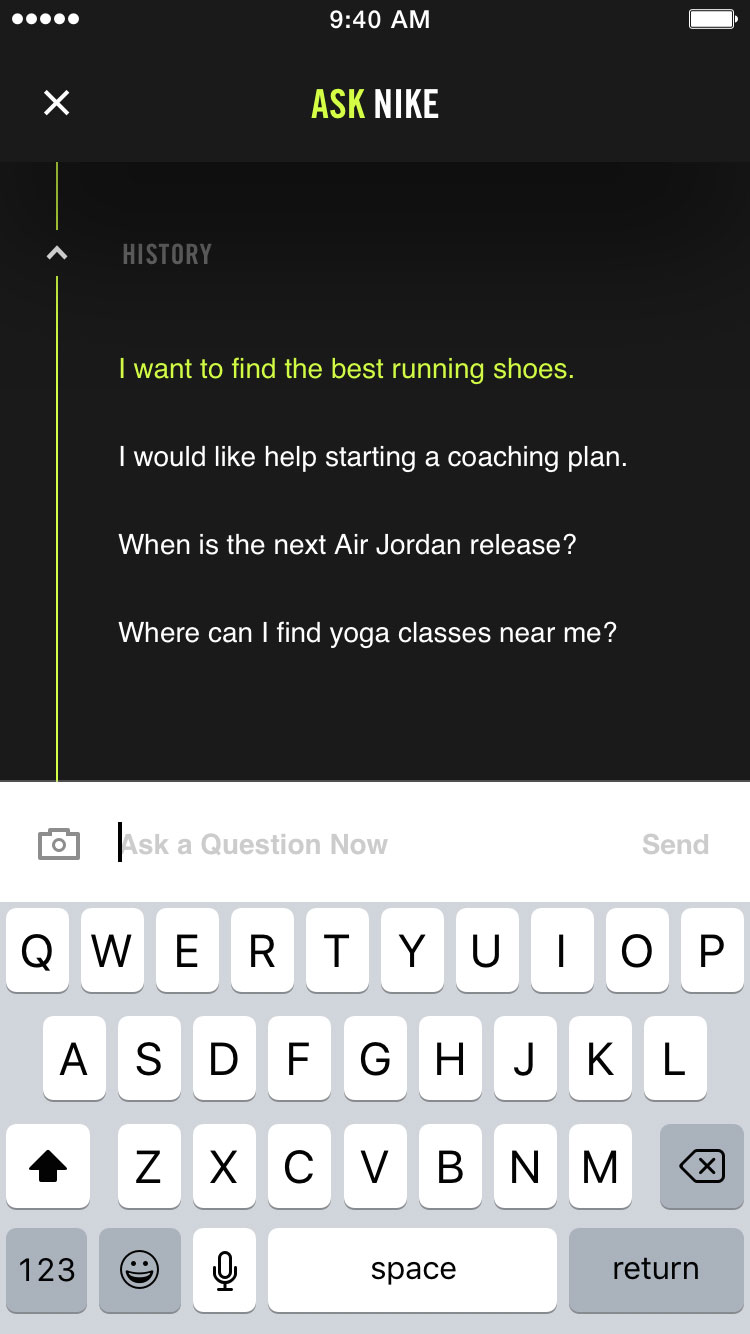 9:40 AM
ASK NIKE
HISTORY
I want to find the best running shoes.
I would like help starting a coaching plan.
When is the next Air Jordan release?
Where can I find yoga classes near me?
Ask a Question Now Send
Q W E R T Y U I O P
A S D F G H J K L
Z X C V B N M
123 space return